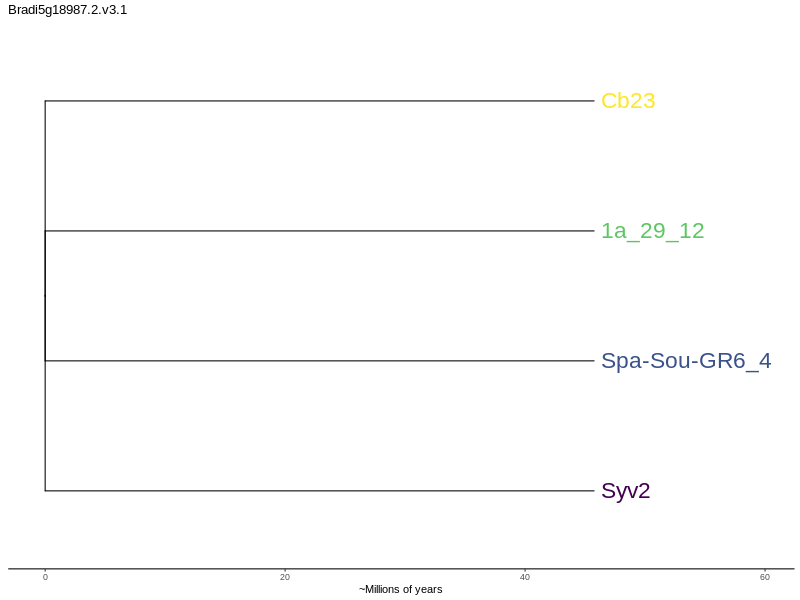 Bradi5g18987.2.v3.1
Cb23
1a_29_12
Spa-Sou-GR6_4
Syv2
0 20 40 60
~Millions of years